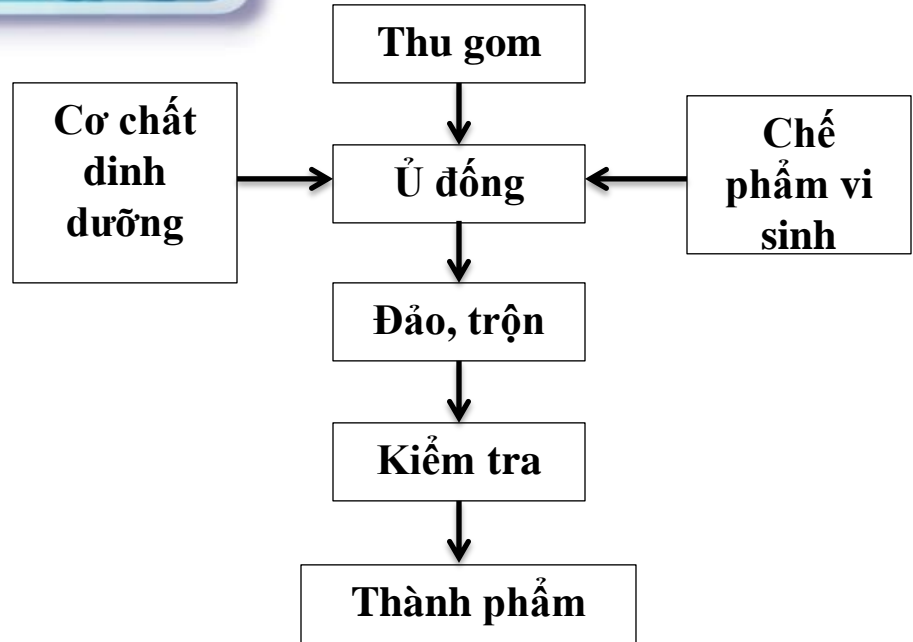 Thu gom
Cơ chất
dinh
dưỡng
Chế
phẩm vi
sinh
Ủ đống
Đảo, trộn
Kiểm tra
Thành phẩm